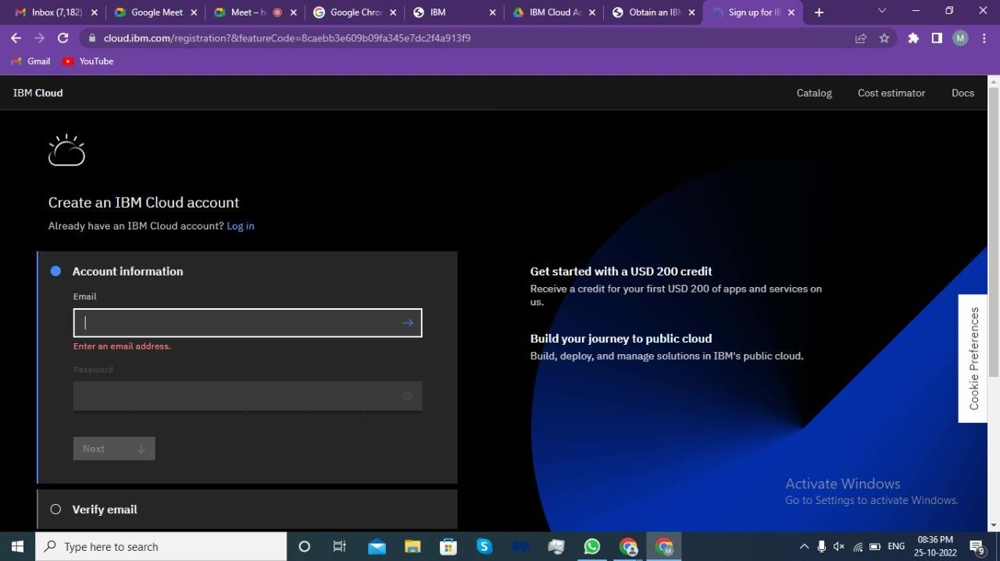 Inbox (7,182)
Google Meet
Meet – h
Google Chro
IBM
IBM Cloud Ac
Obtain an IBM
Sign up for IB
cloud.ibm.com/registration?&featureCode=8caebb3e609b09fa345e7dc2f4a913f9
M
Gmail
YouTube
IBM Cloud
Catalog
Cost estimator
Docs
Create an IBM Cloud account
Already have an IBM Cloud account? Log in
Account information
Email
Enter an email address.
Password
Next
Verify email
Get started with a USD 200 credit
Receive a credit for your first USD 200 of apps and services on
us.
Build your journey to public cloud
Build, deploy, and manage solutions in IBM's public cloud.
Cookie Preferences
Activate Windows
Go to Settings to activate Windows.
Type here to search
ENG
08:36 PM
25-10-2022
9